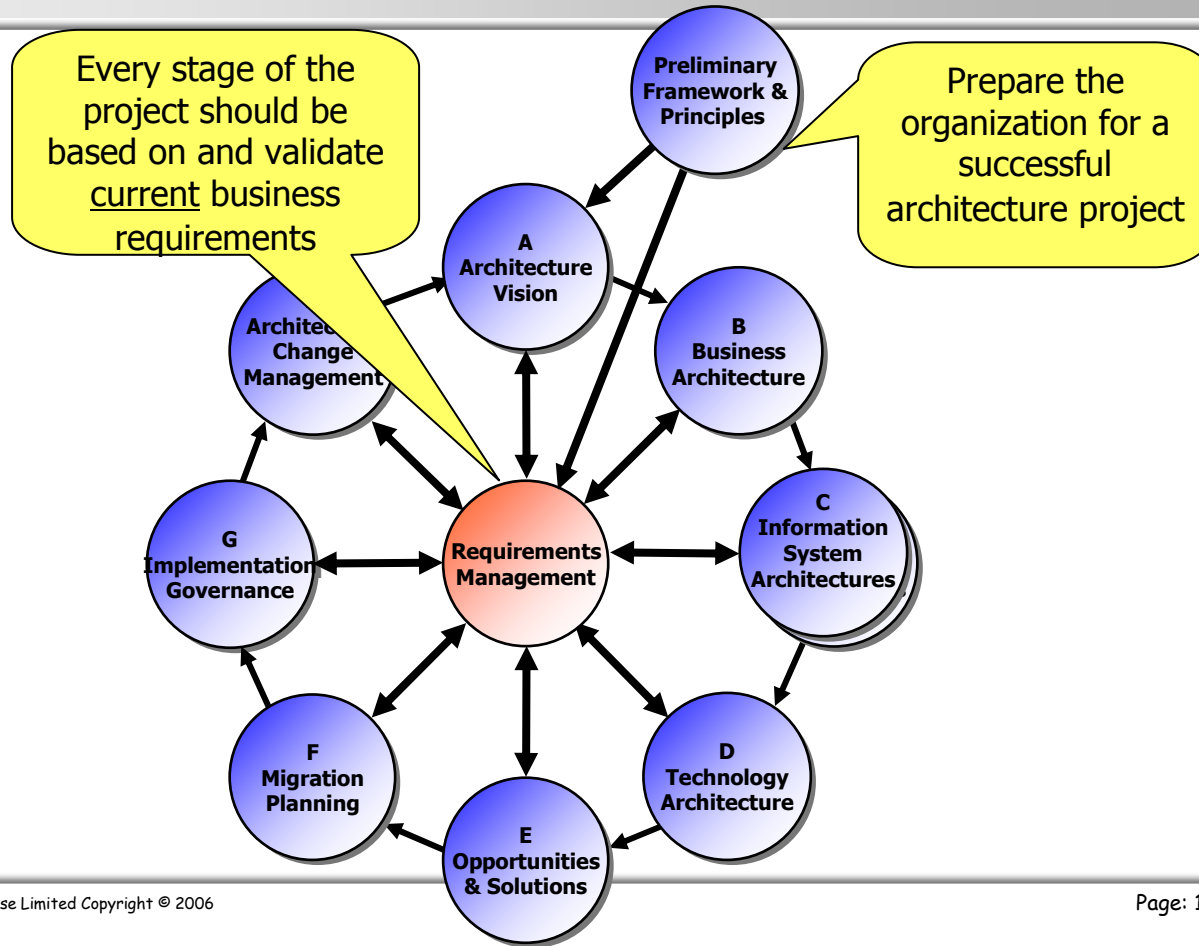 Every stage of the
project should be
based on and validate
current business
requirements
Preliminary
Framework &
Principles
Prepare the
organization for a
successful
architecture project
A
Architecture
Vision
B
Business
Architecture
Change
Management
C
Information
System
Architectures
G
Implementation
Governance
Requirements
Management
F
Migration
Planning
D
Technology
Architecture
E
Opportunities
& Solutions
Limited Copyright © 2006
Page: 1